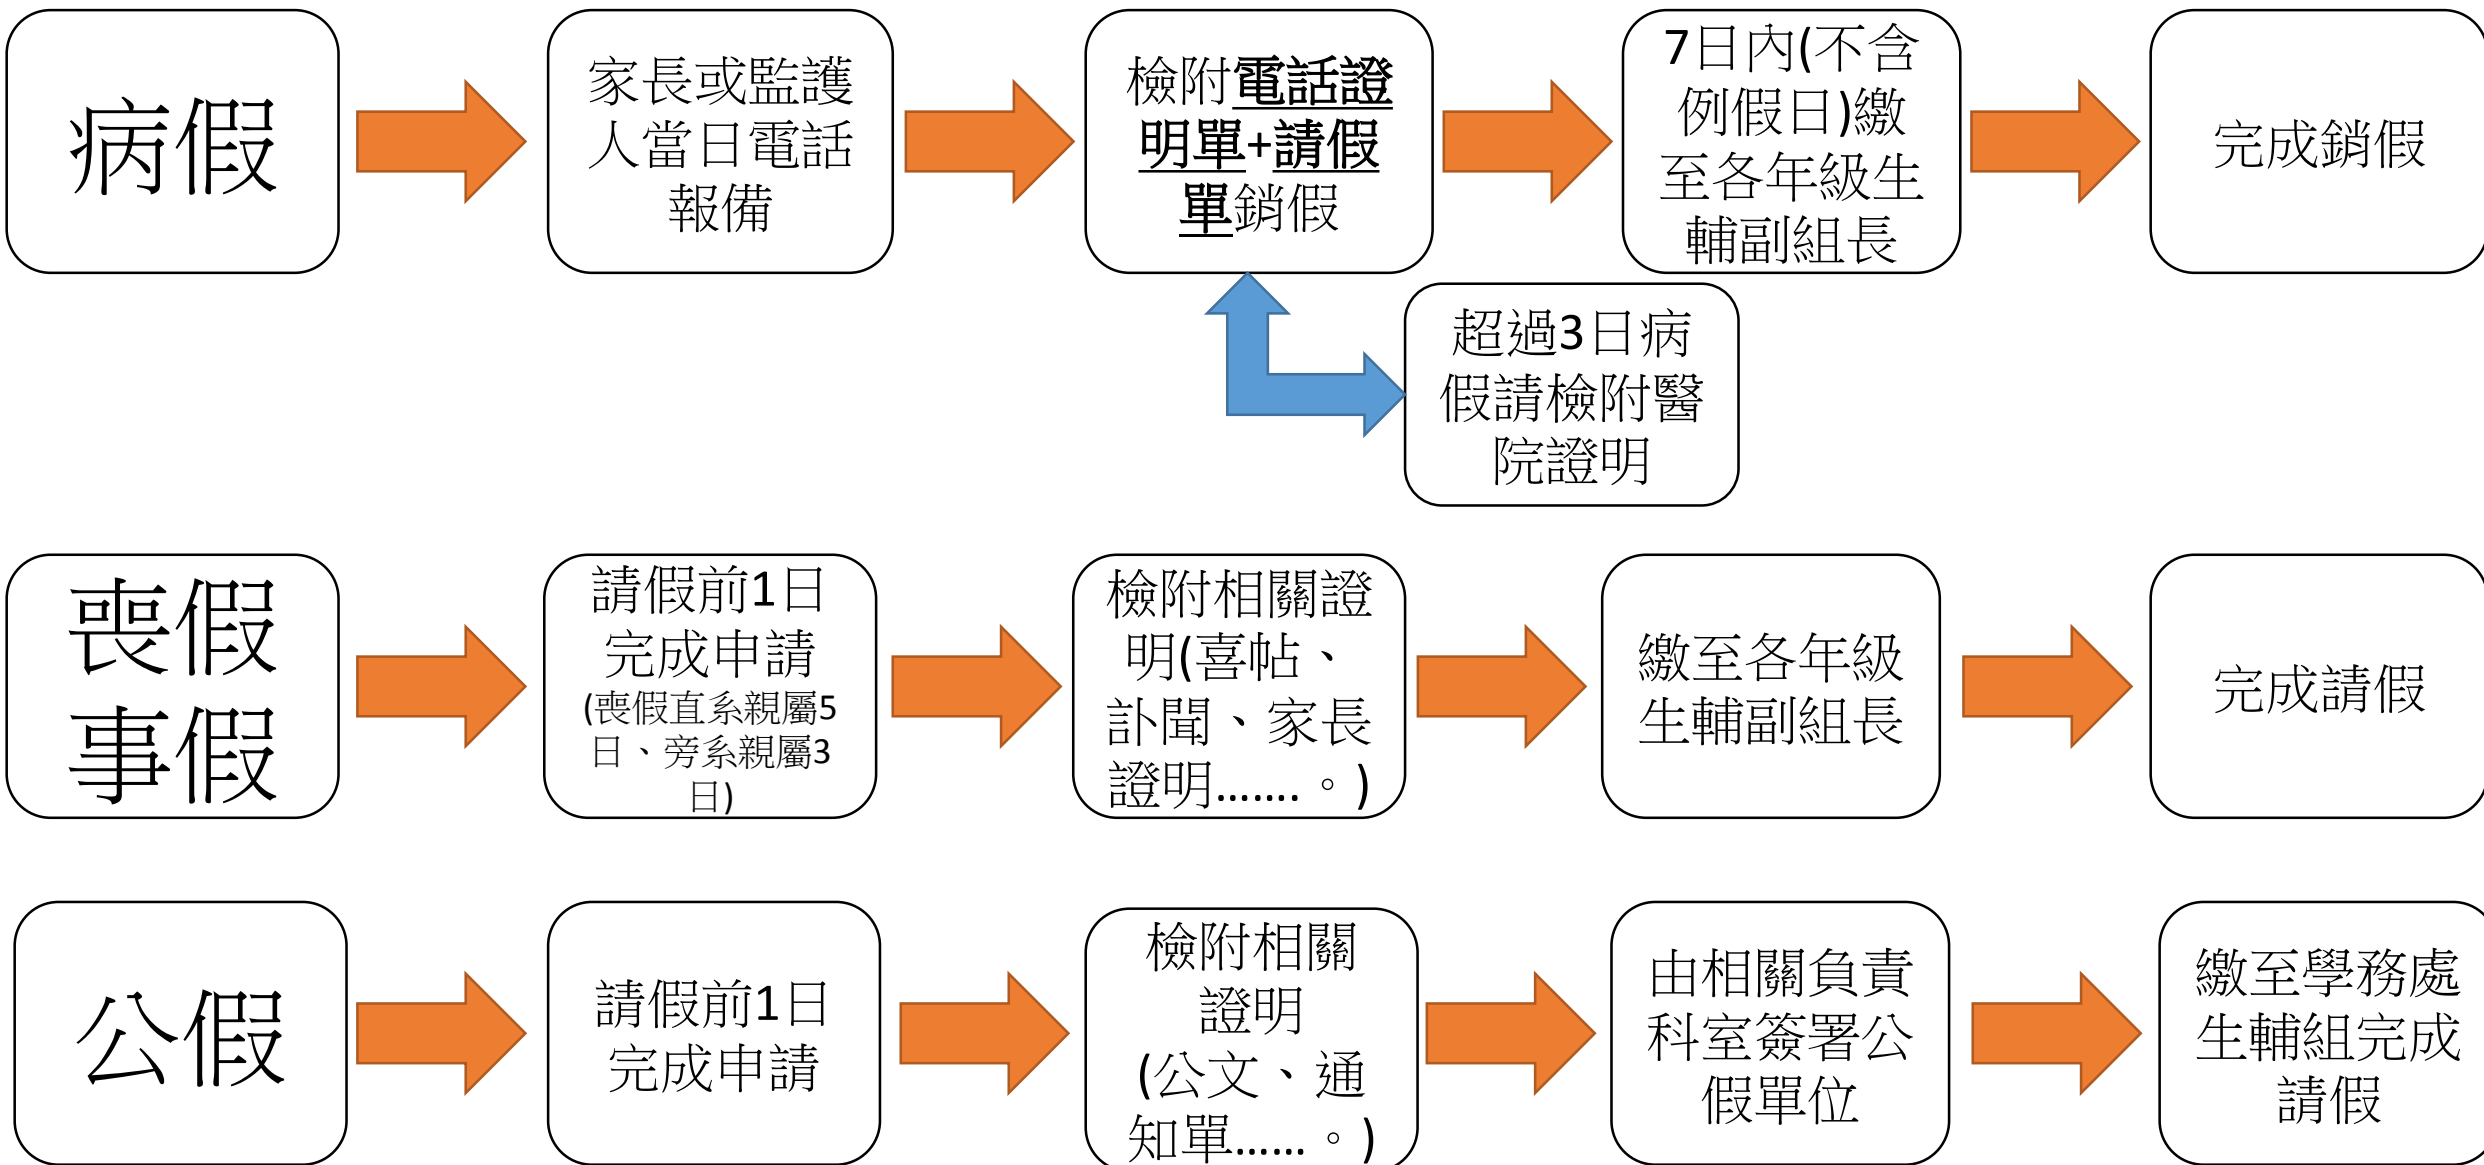 病假
家長或監護
人當日電話
報備
檢附電話證
明單+請假
單銷假
7日內(不含
例假日)繳
至各年級生
輔副組長
完成銷假
超過3日病
假請檢附醫
院證明
喪假
事假
請假前1日
完成申請
(喪假直系親屬5
日、旁系親屬3
日)
檢附相關證
明(喜帖、
訃聞、家長
證明.......。)
繳至各年級
生輔副組長
完成請假
公假
請假前1日
完成申請
檢附相關
證明
(公文、通
知單......。)
由相關負責
科室簽署公
假單位
繳至學務處
生輔組完成
請假